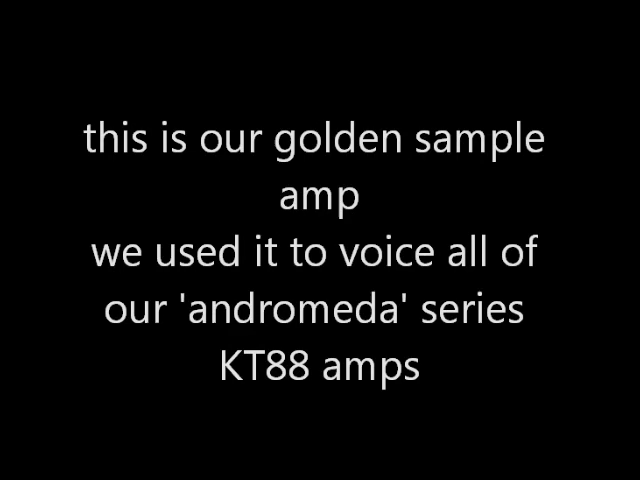 this is our golden sample
amp
we used it to voice all of
our 'andromeda' series
KT88 amps